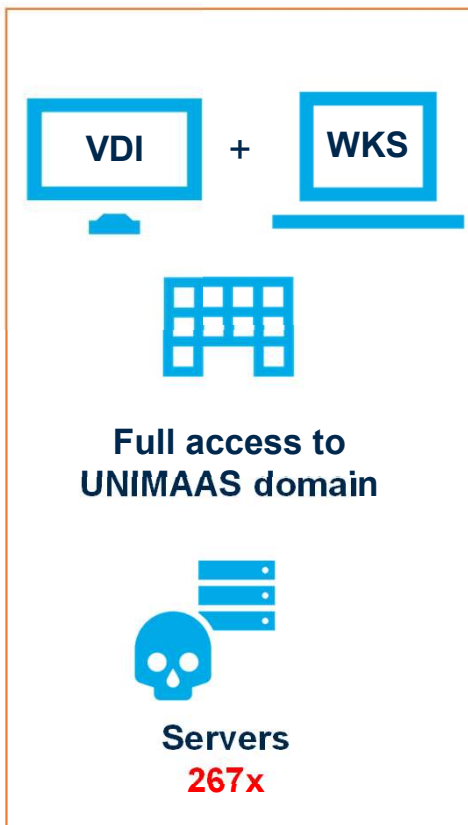 VDI + WKS
Full access to
UNIMAAS domain
Servers
267x